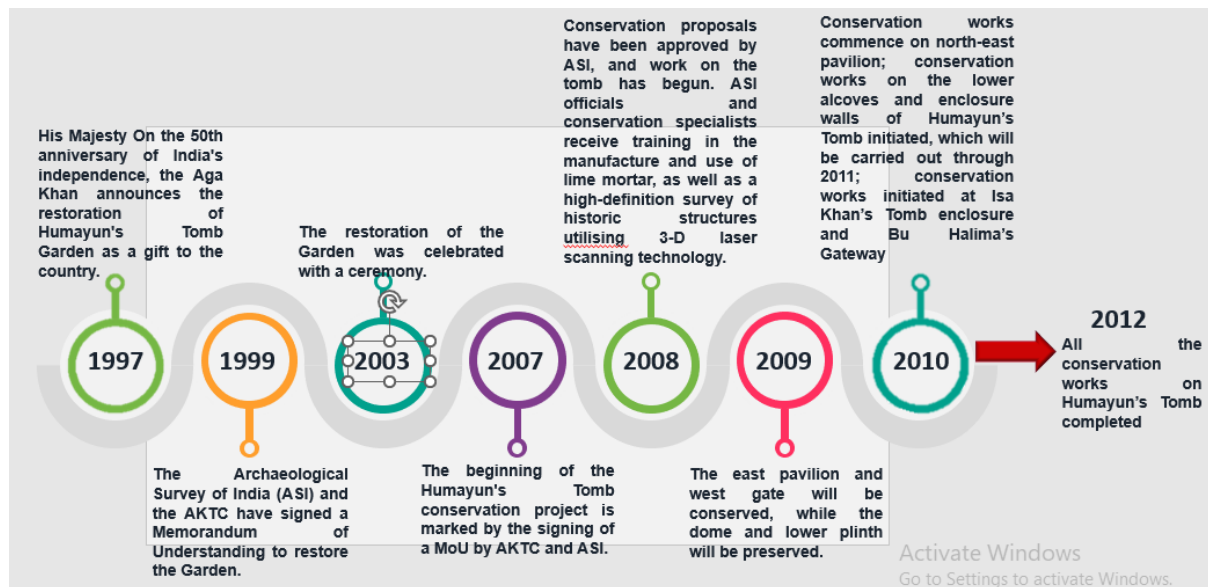 His Majesty On the 50th
anniversary of India's
independence, the Aga
Khan announces the
restoration of
Humayun's Tomb
Garden as a gift to the
country.
1997
The Archaeological
Survey of India (ASI) and
the AKTC have signed a
Memorandum of
Understanding to restore
the Garden.
1999
The restoration of the
Garden was celebrated
with a ceremony.
2003
The beginning of the
Humayun's Tomb
conservation project is
marked by the signing of
a MoU by AKTC and ASI.
2007
Conservation proposals
have been approved by
ASI, and work on the
tomb has begun. ASI
officials and
conservation specialists
receive training in the
manufacture and use of
lime mortar, as well as a
high-definition survey of
historic structures
utilising 3-D laser
scanning technology.
2008
The east pavilion and
west gate will be
conserved, while the
dome and lower plinth
will be preserved.
2009
Conservation works
commence on north-east
pavilion; conservation
works on the lower
alcoves and enclosure
walls of Humayun's
Tomb initiated, which will
be carried out through
2011; conservation
works initiated at Isa
Khan's Tomb enclosure
and Bu Halima's
Gateway
2010
2012
All the
conservation
works on
Humayun's Tomb
completed
Activate Windows
Go to Settings to activate Windows.